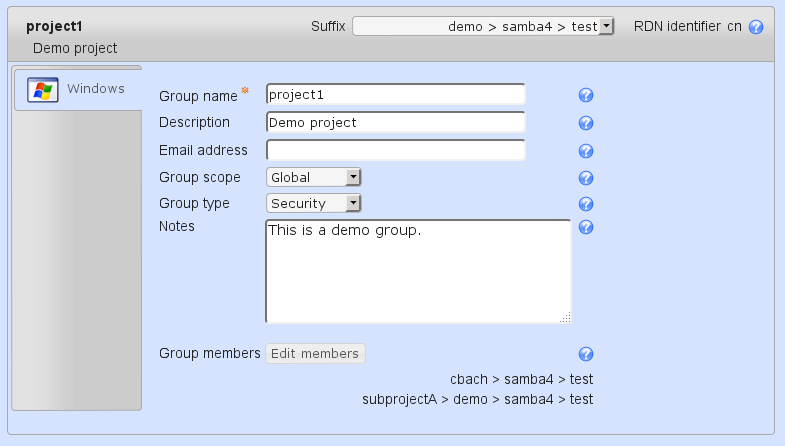 project1 Suffix demo > samba4 > test RDN identifier cn
Demo project
Windows
Group name * project1
Description Demo project
Email address
Group scope Global
Group type Security
Notes This is a demo group.
Group members Edit members
cbach > samba4 > test
subprojectA > demo > samba4 > test